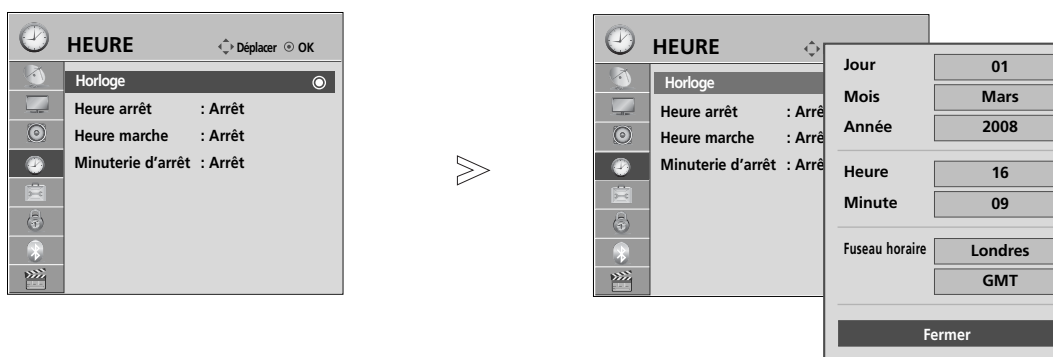 HEURE Déplacer OK
Horloge
Heure arrêt : Arrêt
Heure marche : Arrêt
Minuterie d’arrêt : Arrêt
HEURE
Horloge
Heure arrêt : Arrê
Heure marche : Arrê
Minuterie d’arrêt : Arrê
Jour 01
Mois Mars
Année 2008
Heure 16
Minute 09
Fuseau horaire Londres
GMT
Fermer